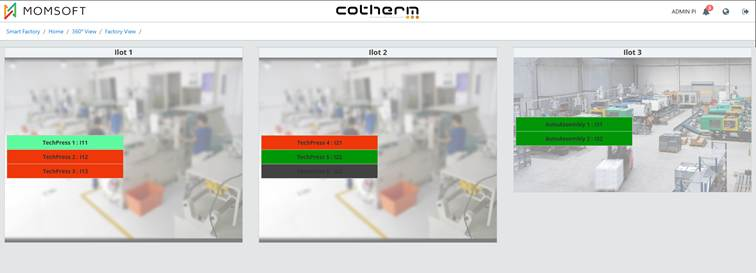 MOMSOFT
cotherm
ADMIN PI
Smart Factory / Home / 360° View / Factory View /
Ilot 1
TechPress 1 : I11
TechPress 2 : I12
TechPress 3 : I13
Ilot 2
TechPress 4 : I21
TechPress 5 : I22
Ilot 3
AutoAssembly 1 : I31
AutoAssembly 2 : I32